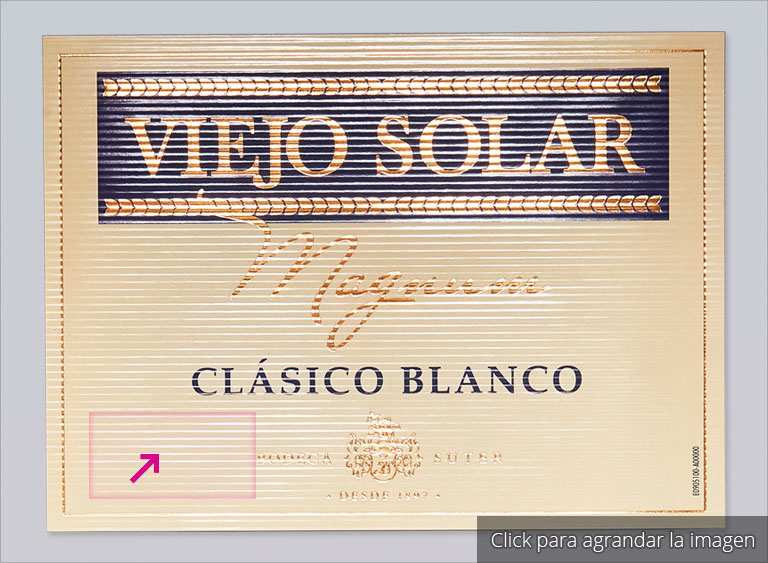 VIEJO SOLAR
Magnum
CLÁSICO BLANCO
BODEGA SUTER
· DESDE 1897 ·
E0905100-A00000
Click para agrandar la imagen